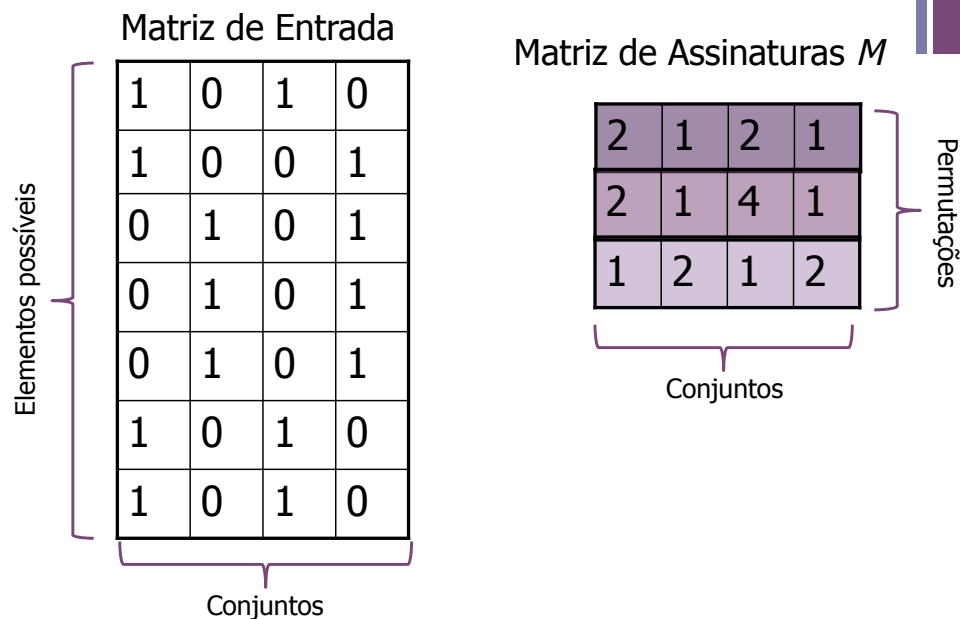 Matriz de Entrada
1 0 1 0
1 0 0 1
0 1 0 1
0 1 0 1
0 1 0 1
1 0 1 0
1 0 1 0
Elementos possíveis
Conjuntos
Matriz de Assinaturas M
2 1 2 1
2 1 4 1
1 2 1 2
Permutações
Conjuntos